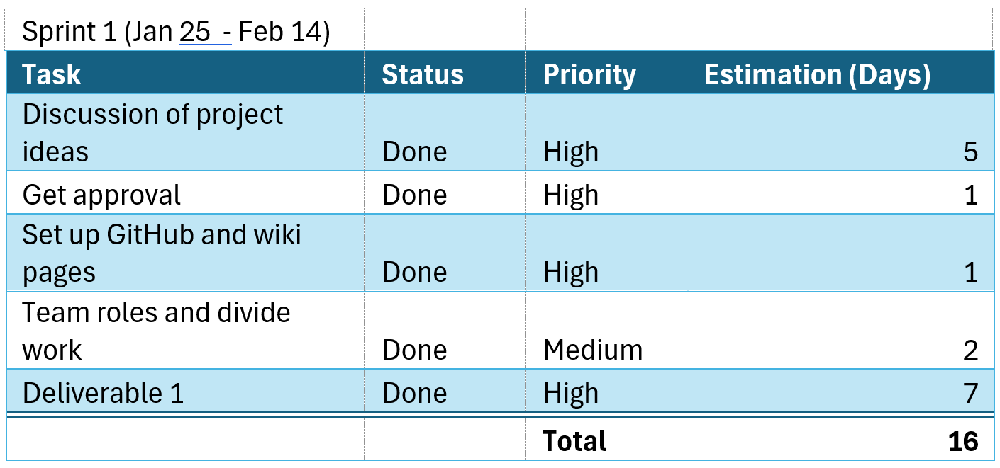 Sprint 1 (Jan 25  - Feb 14)
Task Status Priority Estimation (Days)
Discussion of project
ideas Done High 5
Get approval Done High 1
Set up GitHub and wiki
pages Done High 1
Team roles and divide
work Done Medium 2
Deliverable 1 Done High 7
Total 16